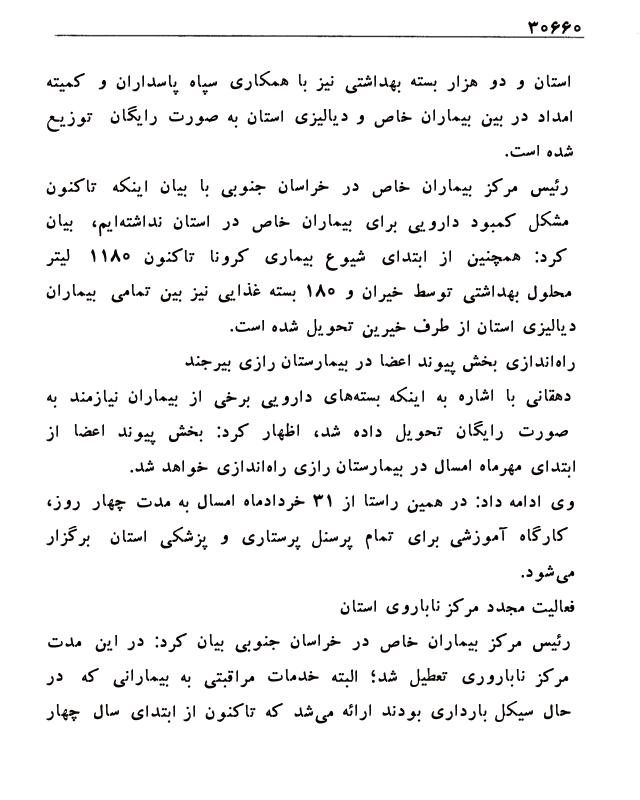 ۳۰۶۶۰
استان و دو هزار بسته بهداشتی نیز با همکاری سپاه پاسداران و کمیته
امداد در بین بیماران خاص و دیالیزی استان به صورت رایگان توزیع
شده است.
رئیس مرکز بیماران خاص در خراسان جنوبی با بیان اینکه تاکنون
مشکل کمبود دارویی برای بیماران خاص در استان نداشته‌ایم، بیان
کرد: همچنین از ابتدای شیوع بیماری کرونا تاکنون ۱۱۸۰ لیتر
محلول بهداشتی توسط خیران و ۱۸۰ بسته غذایی نیز بین تمامی بیماران
دیالیزی استان از طرف خیرین تحویل شده است.
راه‌اندازی بخش پیوند اعضا در بیمارستان رازی بیرجند
دهقانی با اشاره به اینکه بسته‌های دارویی برخی از بیماران نیازمند به
صورت رایگان تحویل داده شد، اظهار کرد: بخش پیوند اعضا از
ابتدای مهرماه امسال در بیمارستان رازی راه‌اندازی خواهد شد.
وی ادامه داد: در همین راستا از ۳۱ خردادماه امسال به مدت چهار روز،
کارگاه آموزشی برای تمام پرسنل پرستاری و پزشکی استان برگزار
می‌شود.
فعالیت مجدد مرکز ناباروی استان
رئیس مرکز بیماران خاص در خراسان جنوبی بیان کرد: در این مدت
مرکز ناباروری تعطیل شد؛ البته خدمات مراقبتی به بیمارانی که در
حال سیکل بارداری بودند ارائه می‌شد که تاکنون از ابتدای سال چهار